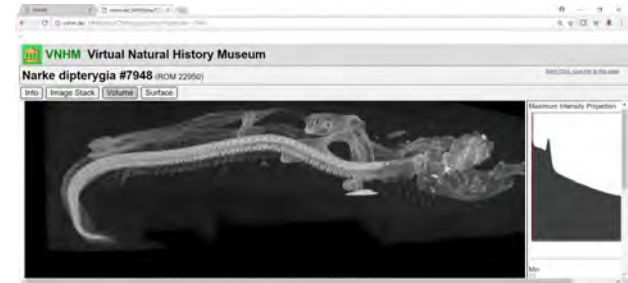 VNHM Virtual Natural History Museum
Narke dipterygia #7948 (ROM 22950)
Info Image Stack Volume Surface
Maximum Intensity Projection
Min